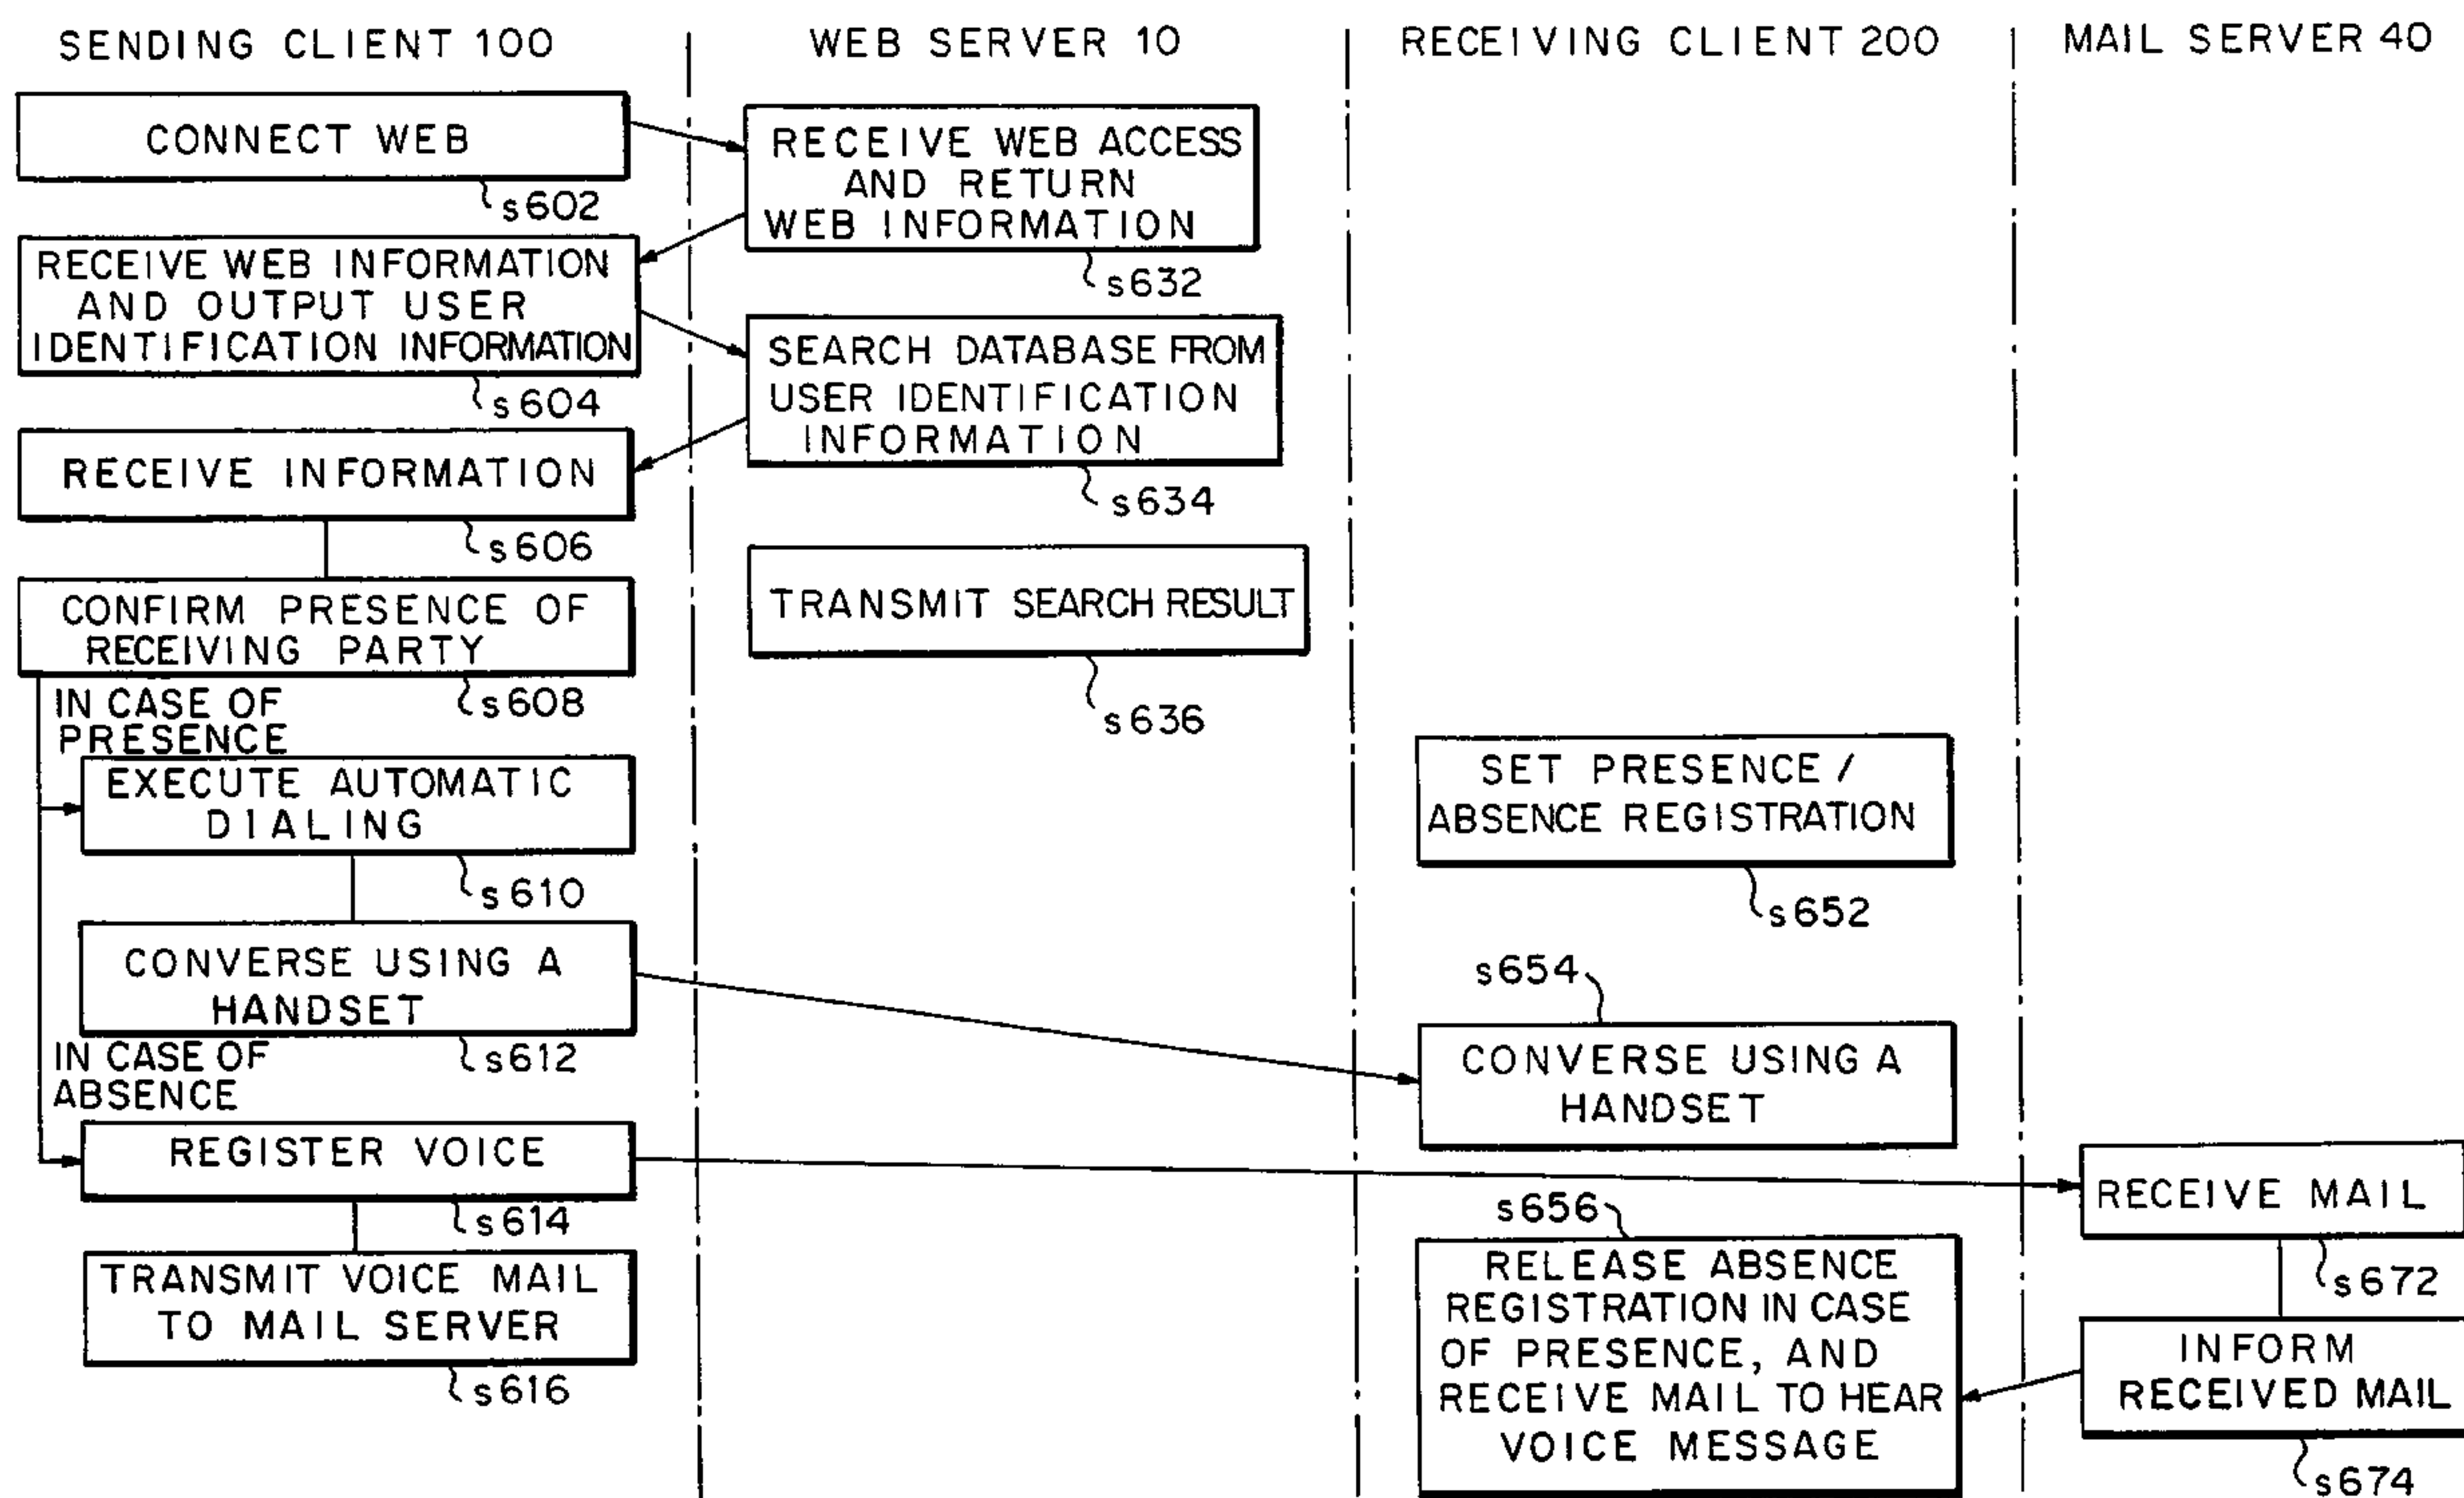 SENDING CLIENT 100
WEB SERVER 10
RECEIVING CLIENT 200
MAIL SERVER 40
CONNECT WEB
s602
RECEIVE WEB ACCESS
AND RETURN
WEB INFORMATION
s632
RECEIVE WEB INFORMATION
AND OUTPUT USER
IDENTIFICATION INFORMATION
s604
SEARCH DATABASE FROM
USER IDENTIFICATION
INFORMATION
s634
RECEIVE INFORMATION
s606
TRANSMIT SEARCH RESULT
s636
CONFIRM PRESENCE OF
RECEIVING PARTY
s608
IN CASE OF
PRESENCE
EXECUTE AUTOMATIC
DIALING
s610
SET PRESENCE /
ABSENCE REGISTRATION
s652
CONVERSE USING A
HANDSET
s612
s654
CONVERSE USING A
HANDSET
IN CASE OF
ABSENCE
REGISTER VOICE
s614
RECEIVE MAIL
s672
TRANSMIT VOICE MAIL
TO MAIL SERVER
s616
s656
RELEASE ABSENCE
REGISTRATION IN CASE
OF PRESENCE, AND
RECEIVE MAIL TO HEAR
VOICE MESSAGE
INFORM
RECEIVED MAIL
s674